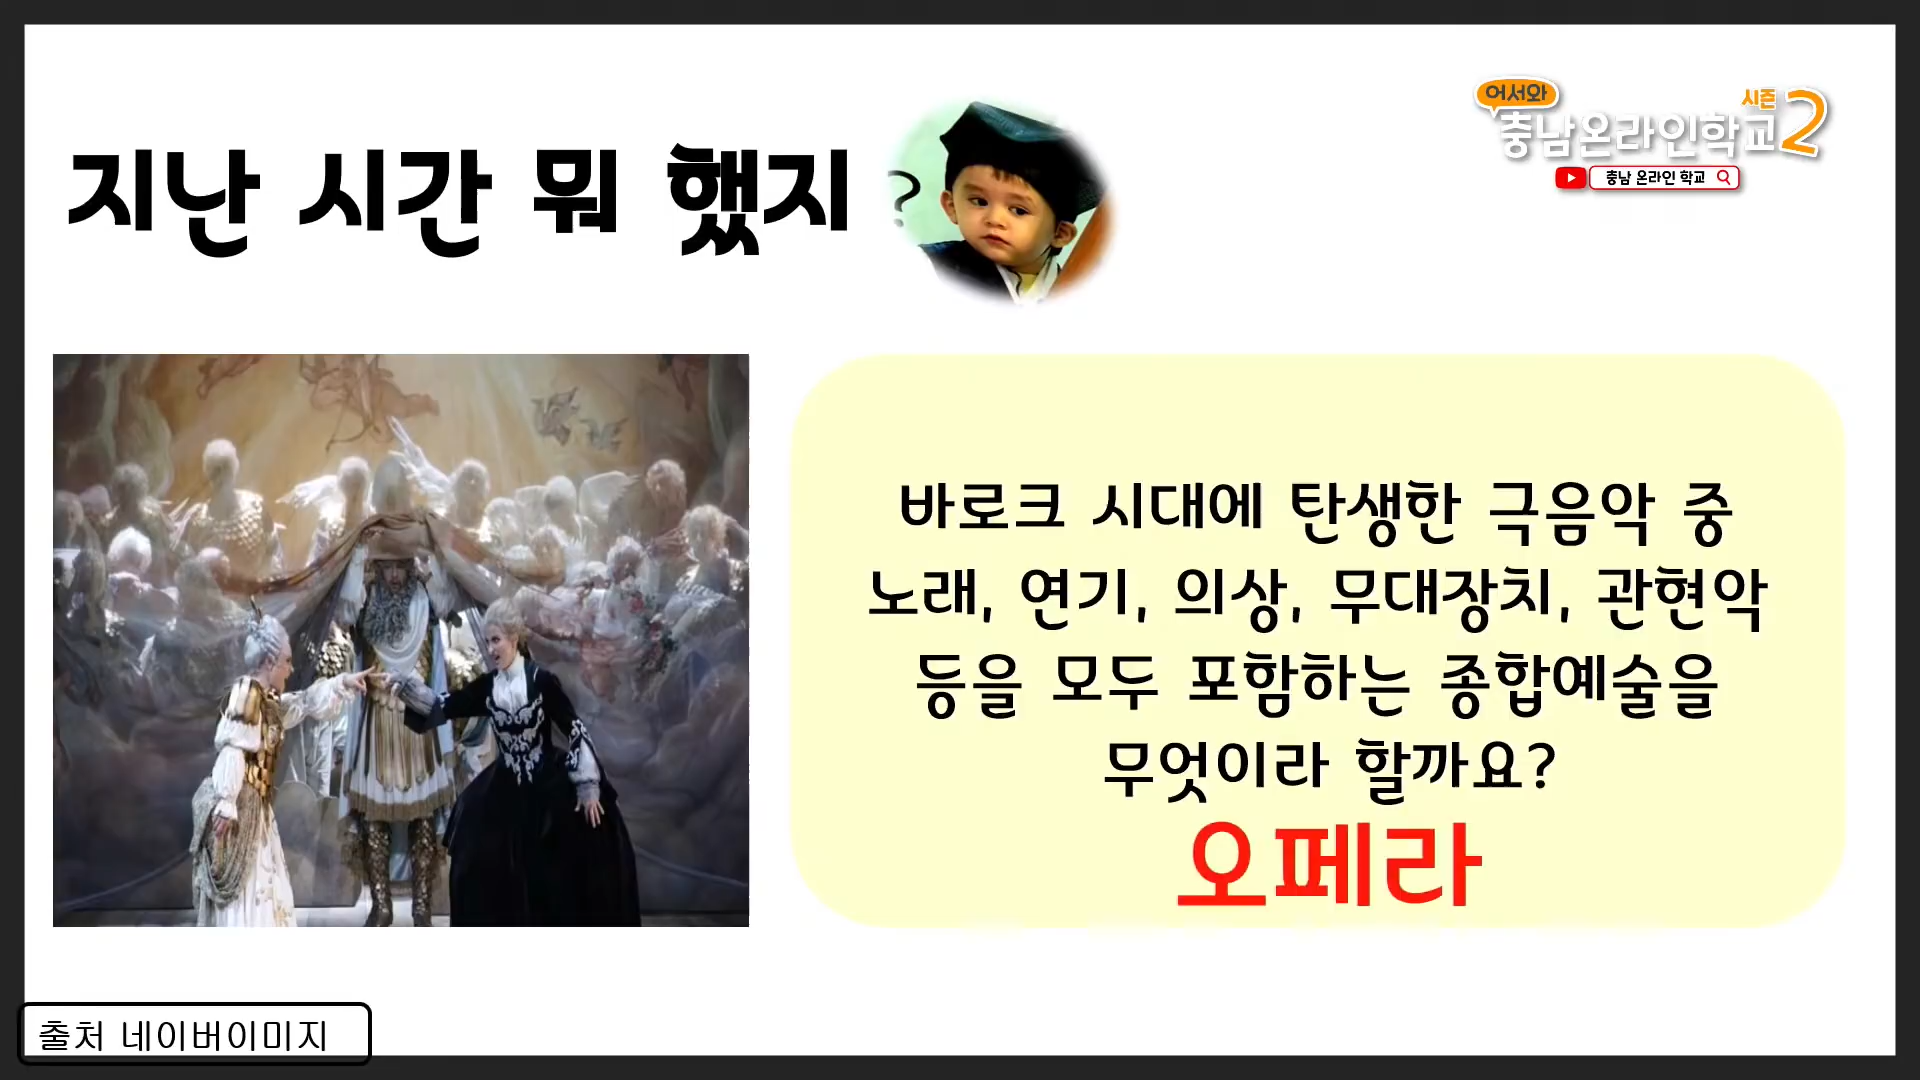 어서와
시즌
충남온라인학교2
충남 온라인 학교
지난 시간 뭐 했지
?
바로크 시대에 탄생한 극음악 중
노래, 연기, 의상, 무대장치, 관현악
등을 모두 포함하는 종합예술을
무엇이라 할까요?
오페라
출처 네이버이미지